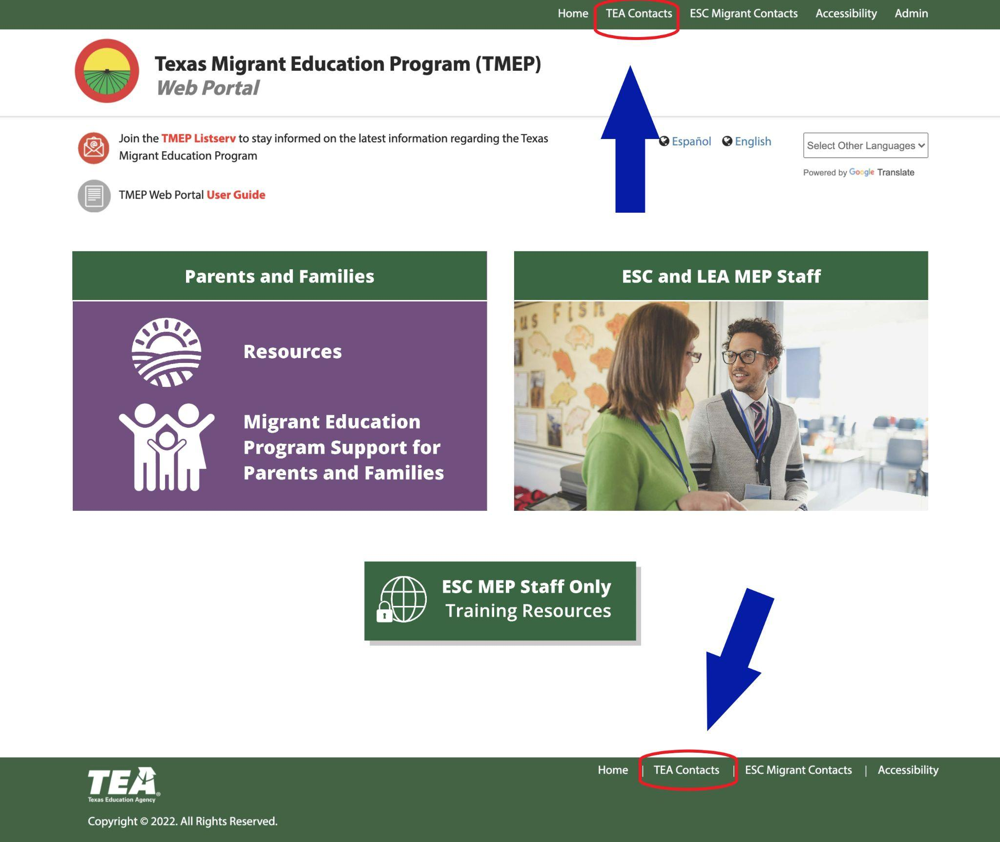 Home TEA Contacts ESC Migrant Contacts Accessibility Admin
Texas Migrant Education Program (TMEP)
Web Portal
Join the TMEP Listserv to stay informed on the latest information regarding the Texas
Migrant Education Program
Español English
Select Other Languages
Powered by Google Translate
TMEP Web Portal User Guide
Parents and Families
Resources
Migrant Education
Program Support for
Parents and Families
ESC and LEA MEP Staff
us Fish
ESC MEP Staff Only
Training Resources
Home | TEA Contacts | ESC Migrant Contacts | Accessibility
TEA®
Texas Education Agency
Copyright © 2022. All Rights Reserved.